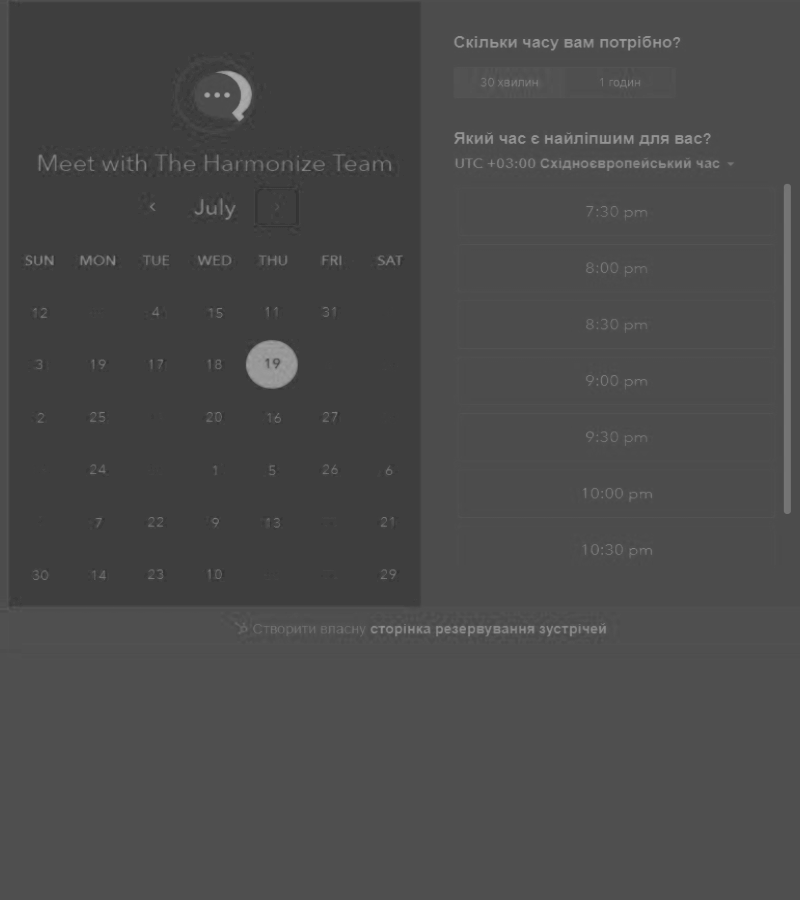 Meet with The Harmonize Team
July
SUN MON TUE WED THU FRI SAT
12 4 15 11 31
3 19 17 18 19
2 25 20 16 27
24 1 5 26 6
7 22 9 13 21
30 14 23 10 29
Скільки часу вам потрібно?
30 хвилин 1 годин
Який час є найліпшим для вас?
UTC +03:00 Східноєвропейський час
7:30 pm
8:00 pm
8:30 pm
9:00 pm
9:30 pm
10:00 pm
10:30 pm
Створити власну сторінка резервування зустрічей